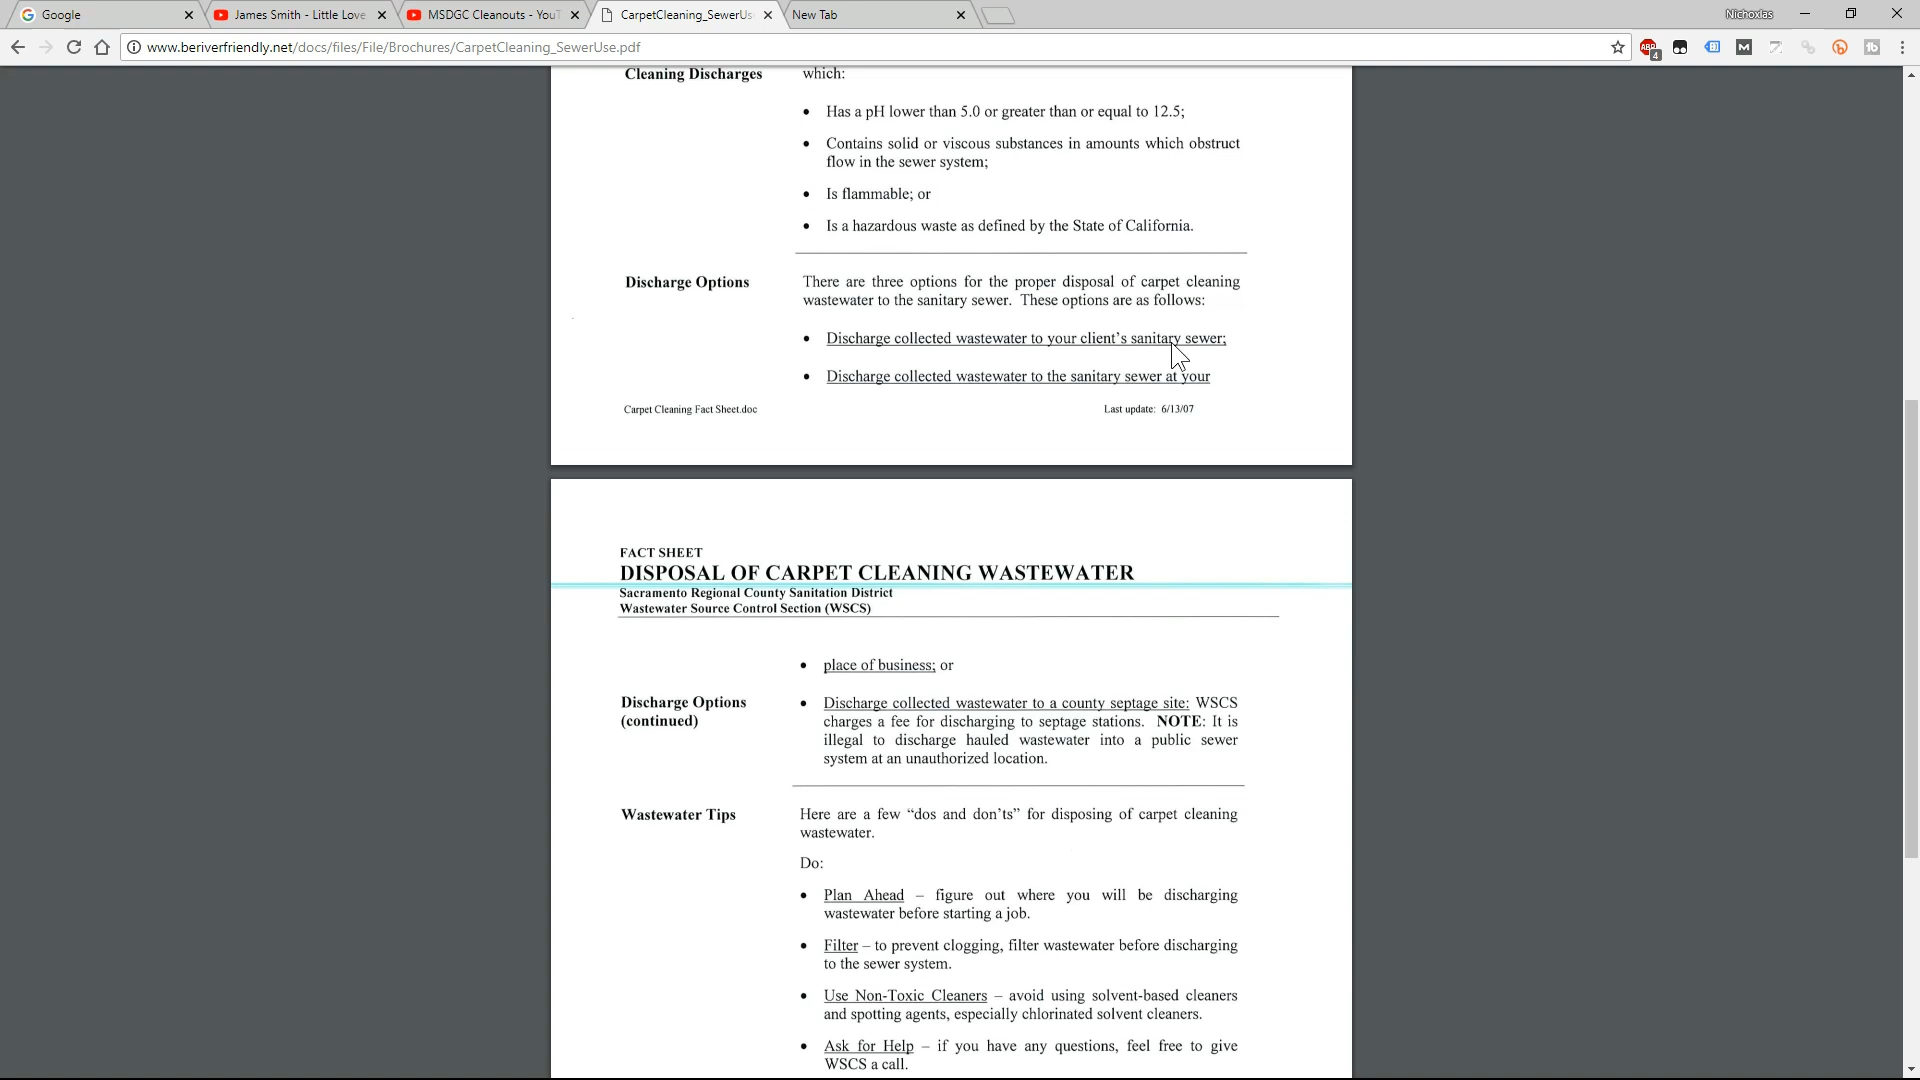 Google
James Smith - Little Love
MSDGC Cleanouts - YouT
CarpetCleaning_SewerUs
New Tab
Nichoxlas
www.beriverfriendly.net/docs/files/File/Brochures/CarpetCleaning_SewerUse.pdf
ABP
4
M
1b
Cleaning Discharges
which:
• Has a pH lower than 5.0 or greater than or equal to 12.5;
• Contains solid or viscous substances in amounts which obstruct
flow in the sewer system;
• Is flammable; or
• Is a hazardous waste as defined by the State of California.
Discharge Options
There are three options for the proper disposal of carpet cleaning
wastewater to the sanitary sewer. These options are as follows:
• Discharge collected wastewater to your client's sanitary sewer;
• Discharge collected wastewater to the sanitary sewer at your
Carpet Cleaning Fact Sheet.doc
Last update: 6/13/07
FACT SHEET
DISPOSAL OF CARPET CLEANING WASTEWATER
Sacramento Regional County Sanitation District
Wastewater Source Control Section (WSCS)
• place of business; or
Discharge Options
(continued)
• Discharge collected wastewater to a county septage site: WSCS
charges a fee for discharging to septage stations. NOTE: It is
illegal to discharge hauled wastewater into a public sewer
system at an unauthorized location.
Wastewater Tips
Here are a few “dos and don'ts” for disposing of carpet cleaning
wastewater.
Do:
• Plan Ahead – figure out where you will be discharging
wastewater before starting a job.
• Filter – to prevent clogging, filter wastewater before discharging
to the sewer system.
• Use Non-Toxic Cleaners – avoid using solvent-based cleaners
and spotting agents, especially chlorinated solvent cleaners.
• Ask for Help – if you have any questions, feel free to give
WSCS a call.